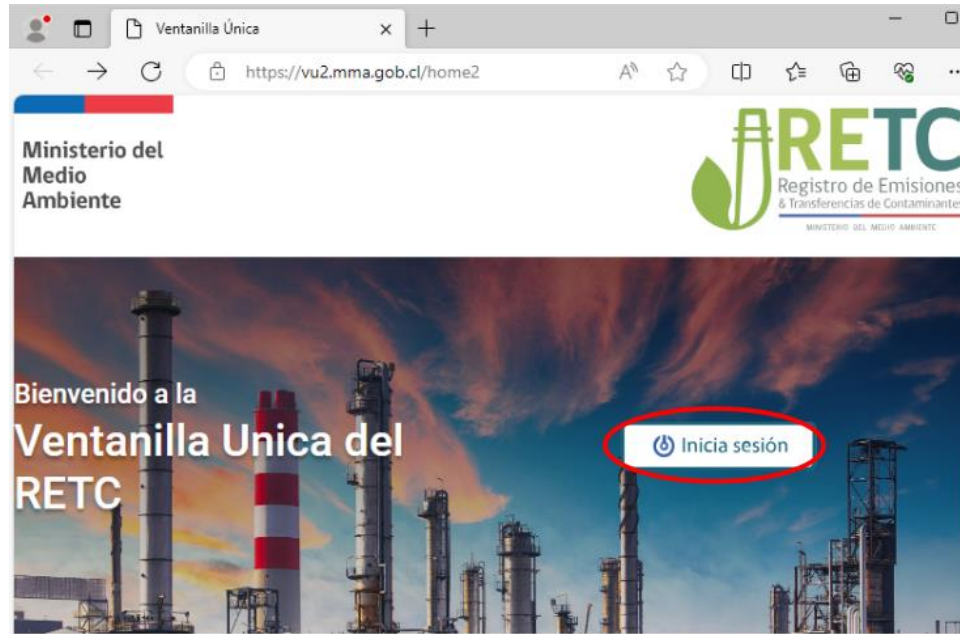 Ventanilla Única
https://vu2.mma.gob.cl/home2
Ministerio del
Medio
Ambiente
RETC
Registro de Emisiones
& Transferencias de Contaminantes
MINISTERIO DEL MEDIO AMBIENTE
Bienvenido a la
Ventanilla Unica del
RETC
Inicia sesión